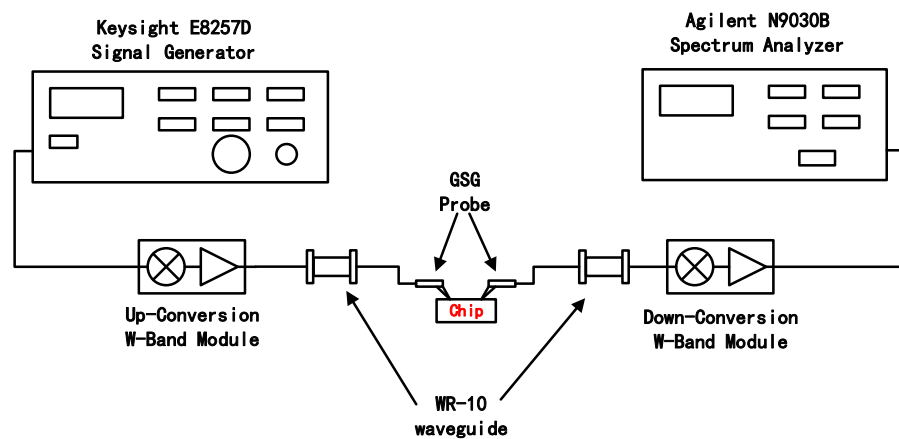 Keysight E8257D
Signal Generator
Agilent N9030B
Spectrum Analyzer
GSG
Probe
Chip
Up-Conversion
W-Band Module
Down-Conversion
W-Band Module
WR-10
waveguide